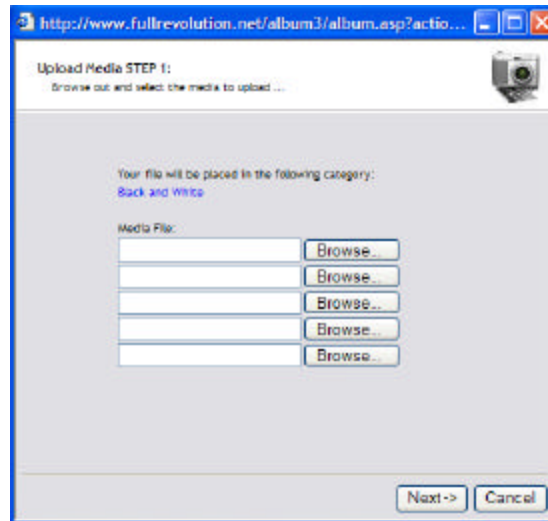 http://www.fullrevolution.net/album3/album.asp?actio...
Upload Media STEP 1:
Browse out and select the media to upload ...
Your file will be placed in the following category:
Black and White
Media File:
Browse...
Browse...
Browse...
Browse...
Browse...
Next->
Cancel